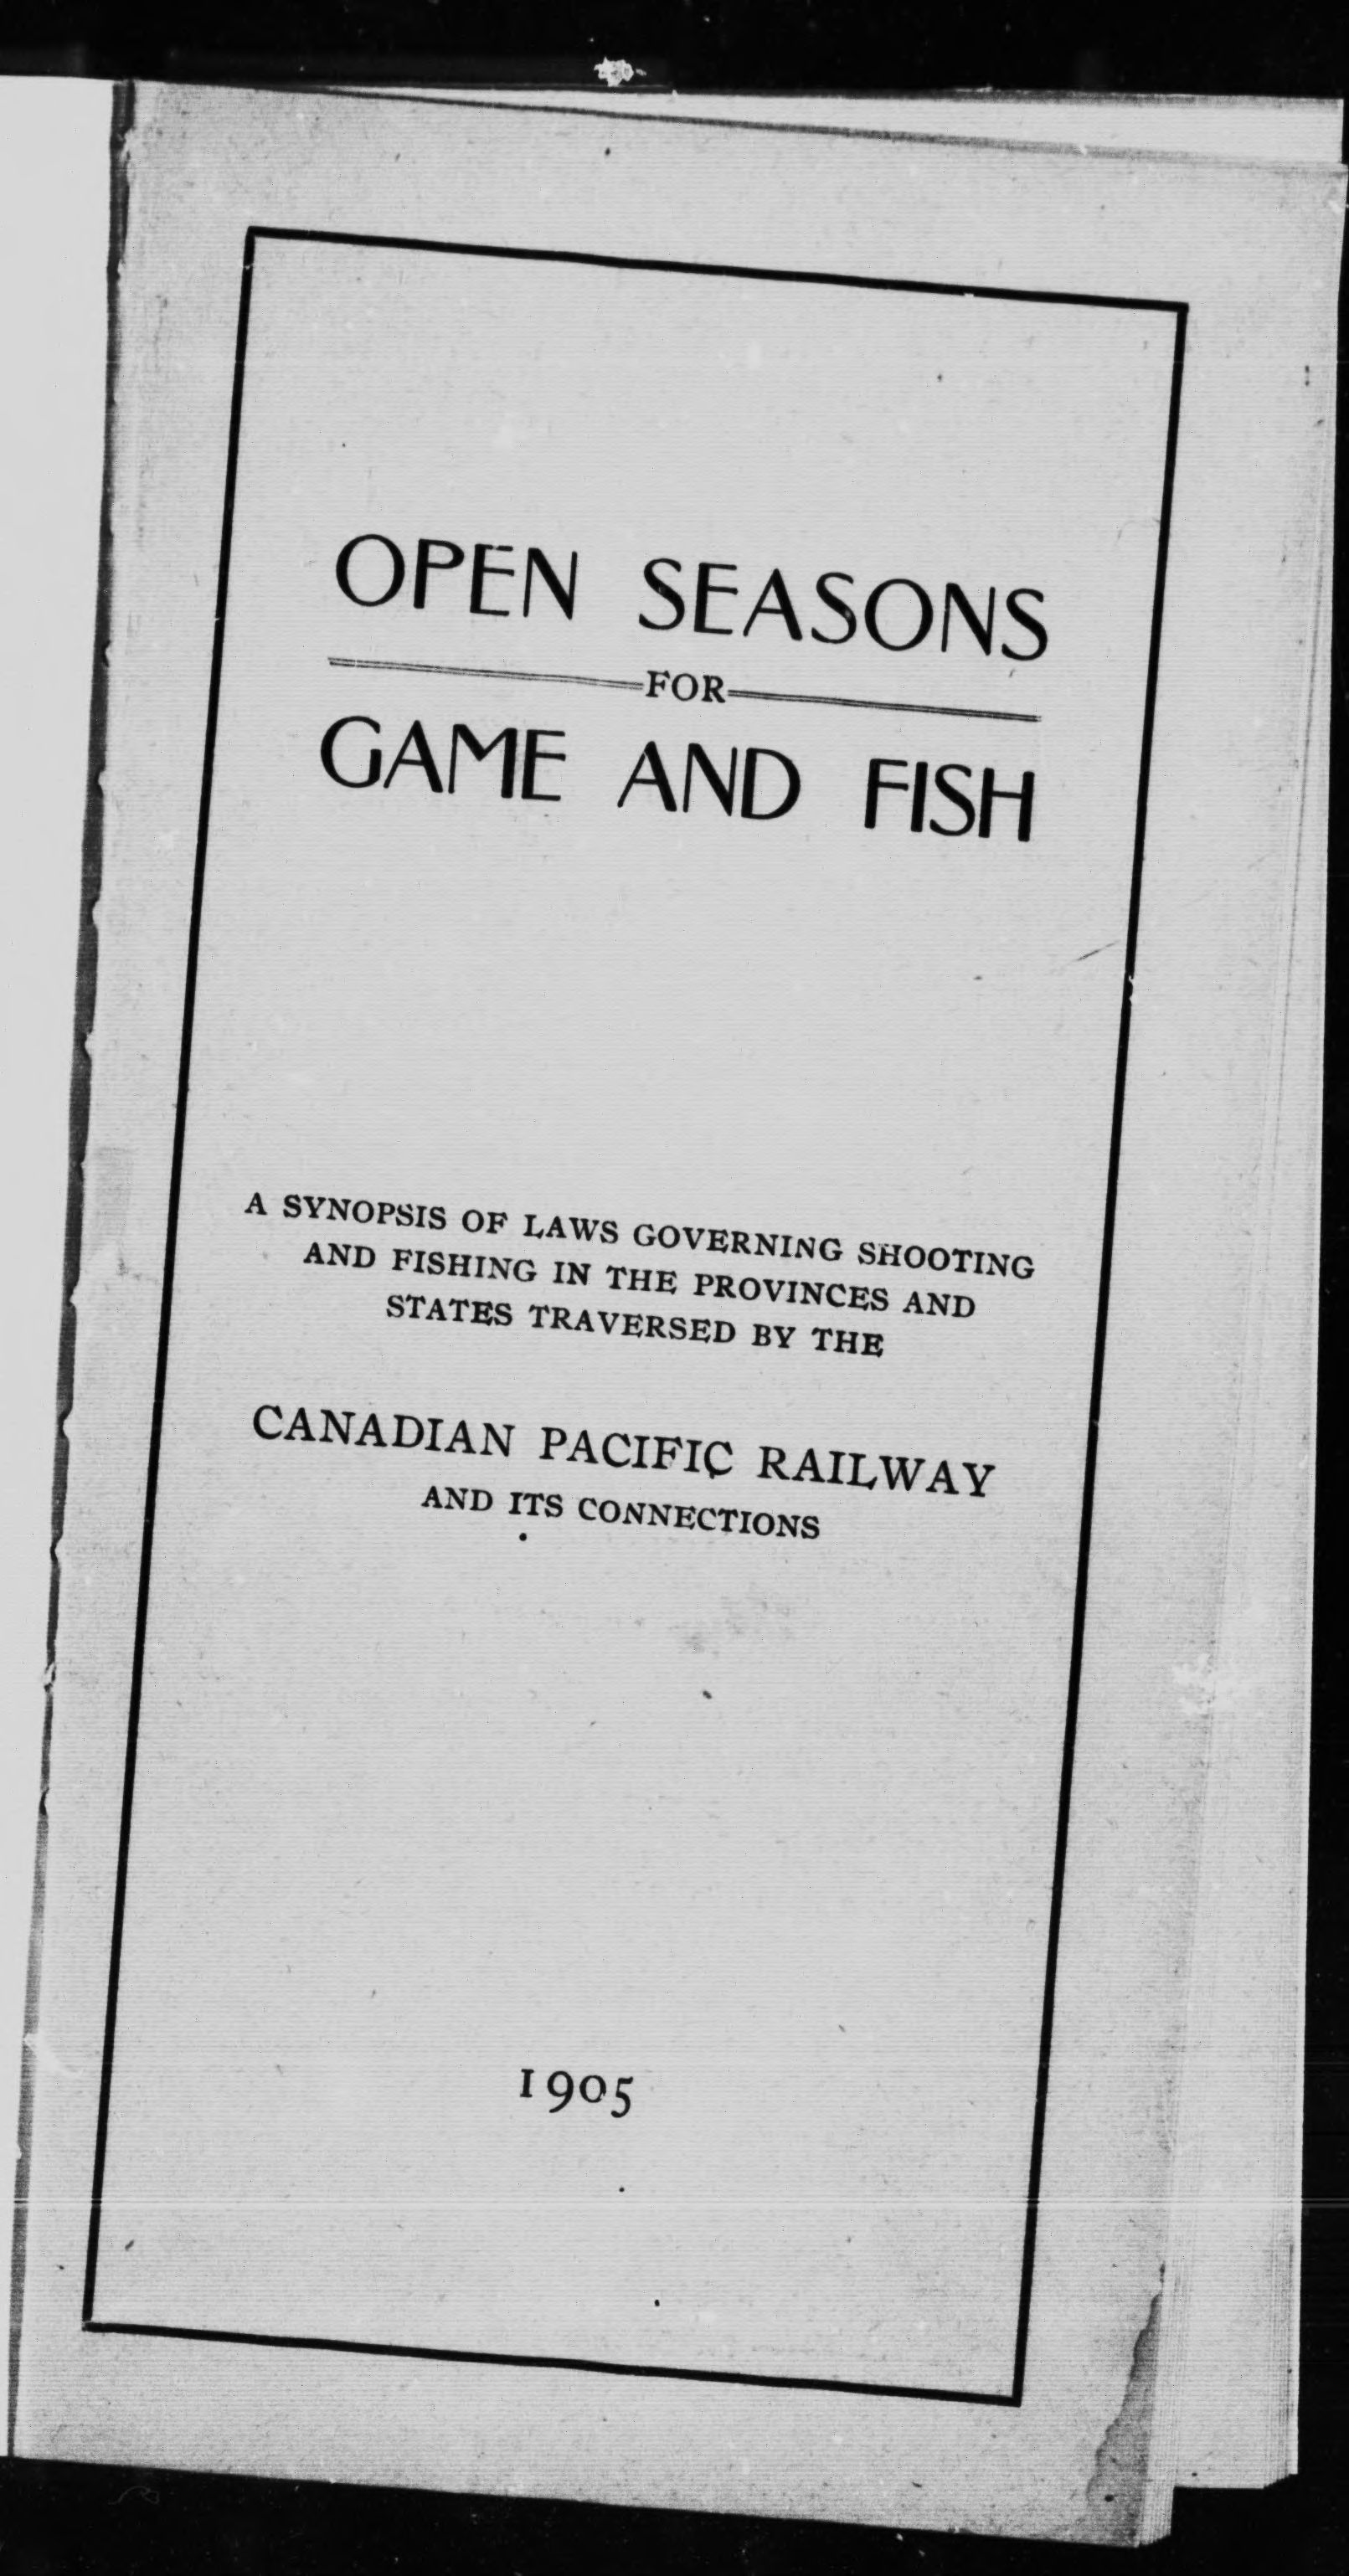 OPEN SEASONS
FOR
GAME AND FISH
A SYNOPSIS OF LAWS GOVERNING SHOOTING
AND FISHING IN THE PROVINCES AND
STATES TRAVERSED BY THE
CANADIAN PACIFIC RAILWAY
AND ITS CONNECTIONS
1905